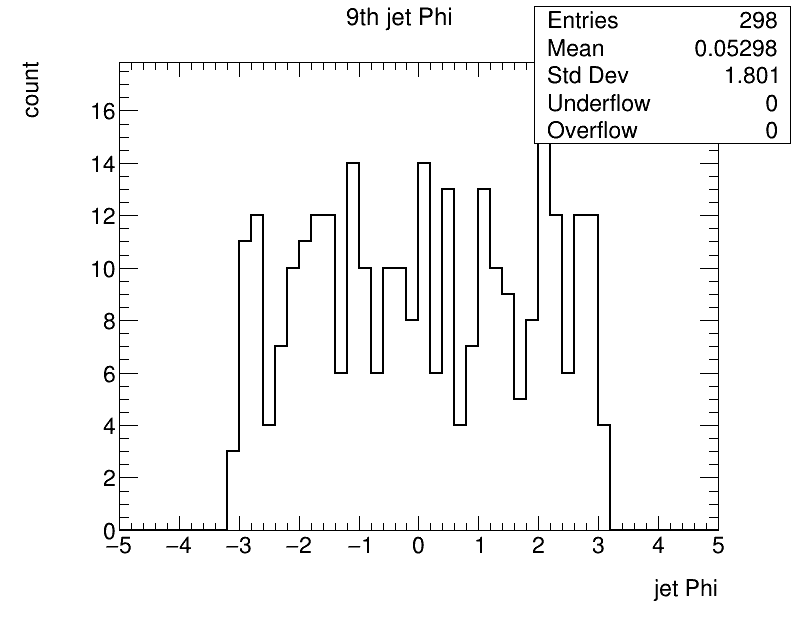 9th jet Phi
Entries 298
Mean 0.05298
Std Dev 1.801
Underflow 0
Overflow 0
count
16
14
12
10
8
6
4
2
0
−5 −4 −3 −2 −1 0 1 2 3 4 5
jet Phi